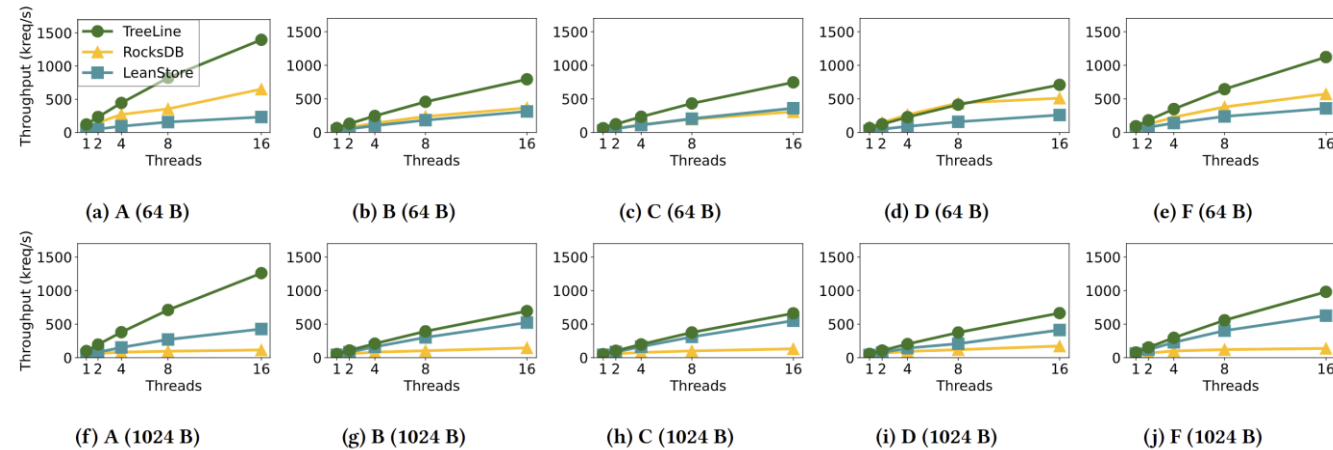 Throughput (kreq/s)
1500
1000
500
0
TreeLine
RocksDB
LeanStore
1 2 4 8 16
Threads
1500
1000
500
0
1 2 4 8 16
Threads
1500
1000
500
0
1 2 4 8 16
Threads
1500
1000
500
0
1 2 4 8 16
Threads
1500
1000
500
0
1 2 4 8 16
Threads
(a) A (64 B)
(b) B (64 B)
(c) C (64 B)
(d) D (64 B)
(e) F (64 B)
Throughput (kreq/s)
1500
1000
500
0
1 2 4 8 16
Threads
1500
1000
500
0
1 2 4 8 16
Threads
1500
1000
500
0
1 2 4 8 16
Threads
1500
1000
500
0
1 2 4 8 16
Threads
1500
1000
500
0
1 2 4 8 16
Threads
(f) A (1024 B)
(g) B (1024 B)
(h) C (1024 B)
(i) D (1024 B)
(j) F (1024 B)